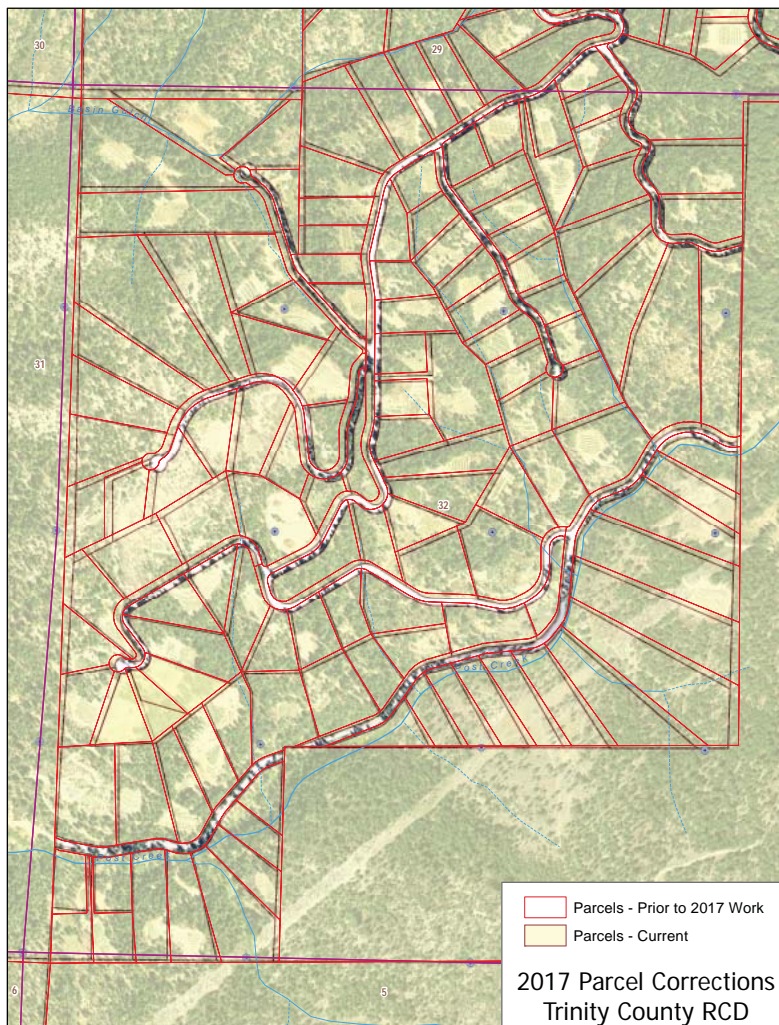 30
29
Basin Gulch
31
32
Post Creek
Post Creek
6
5
Parcels - Prior to 2017 Work
Parcels - Current
2017 Parcel Corrections
Trinity County RCD